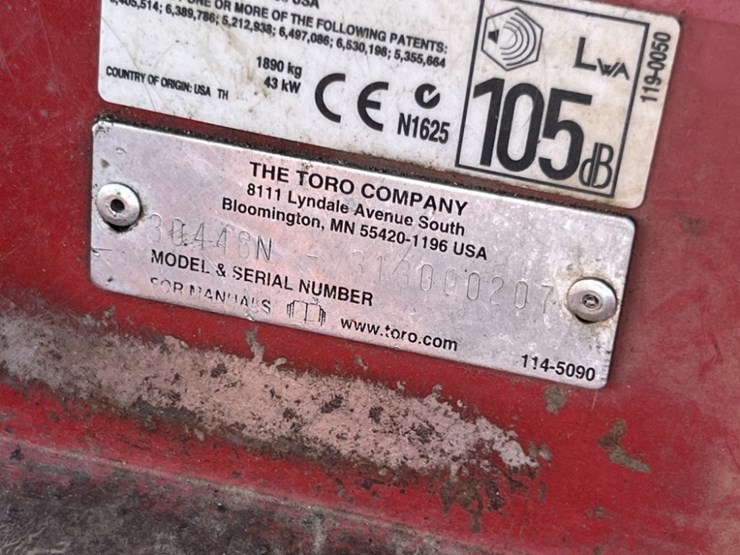 USA
ONE OR MORE OF THE FOLLOWING PATENTS:
6,389,786; 5,212,938; 6,497,086; 6,530,198; 5,355,664
1890 kg
COUNTRY OF ORIGIN: USA TH
43 kW
CE
N1625
LWA
105dB
119-0050
THE TORO COMPANY
8111 Lyndale Avenue South
Bloomington, MN 55420-1196 USA
MODEL & SERIAL NUMBER
FOR MANUALS
www.toro.com
114-5090